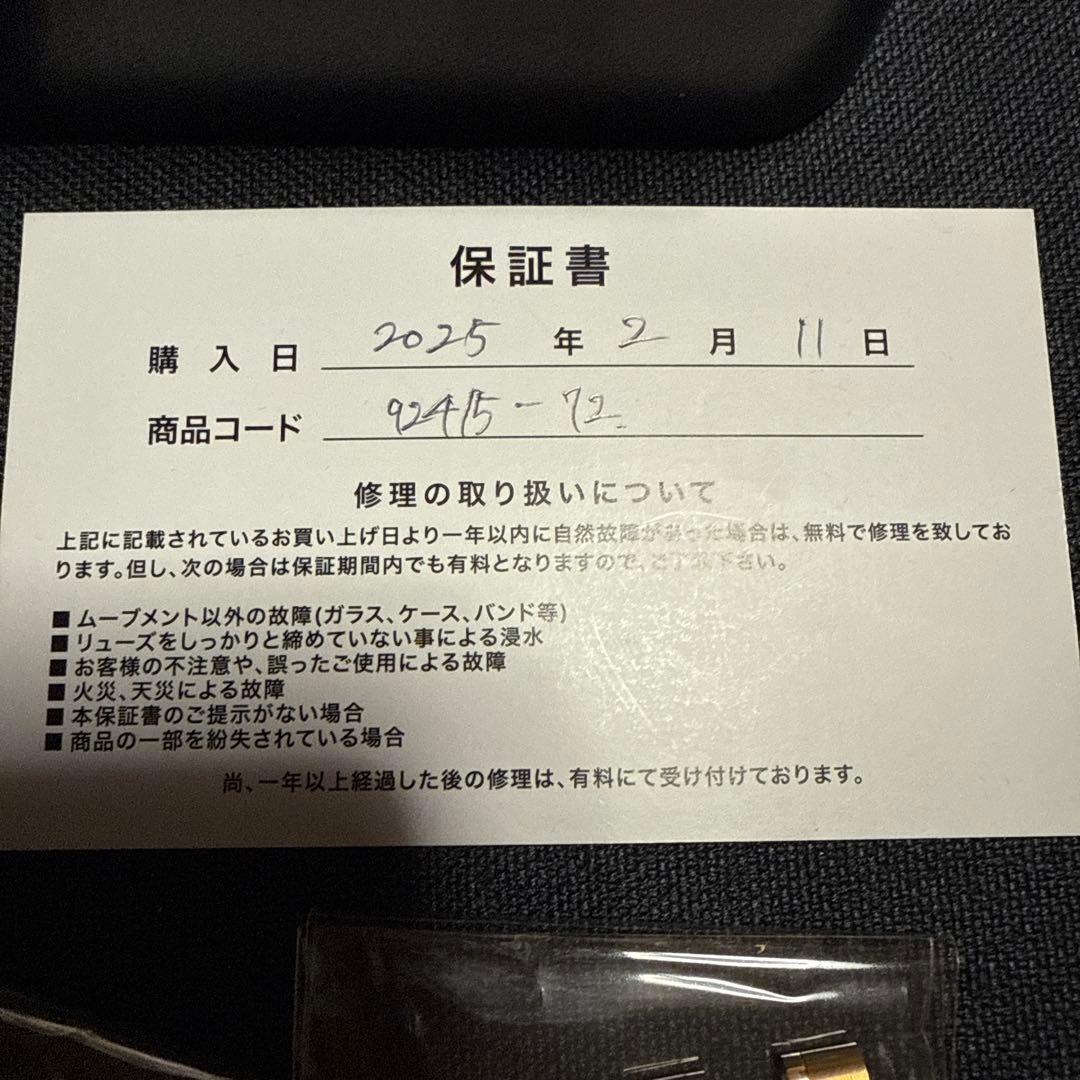 保証書
購入日 2025 年 2 月 11 日
商品コード 92415-72
修理の取り扱いについて
上記に記載されているお買い上げ日より一年以内に自然故障があった場合は、無料で修理を致してお
ります。但し、次の場合は保証期間内でも有料となりますので、ご了承下さい。
■ ムーブメント以外の故障(ガラス、ケース、バンド等)
■ リューズをしっかりと締めていない事による浸水
■ お客様の不注意や、誤ったご使用による故障
■ 火災、天災による故障
■ 本保証書のご提示がない場合
■ 商品の一部を紛失されている場合
尚、一年以上経過した後の修理は、有料にて受け付けております。